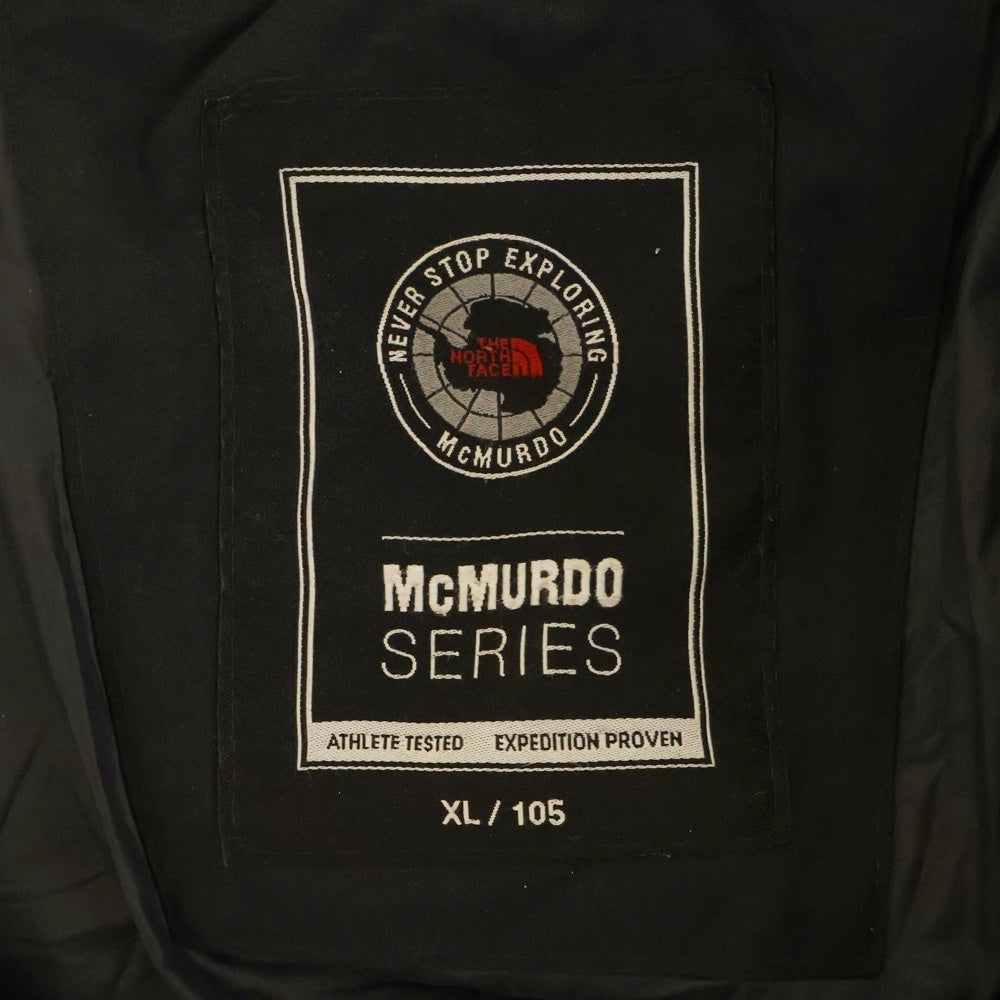 NEVER STOP EXPLORING
THE
NORTH
FACE
McMURDO
McMURDO
SERIES
ATHLETE TESTED EXPEDITION PROVEN
XL / 105